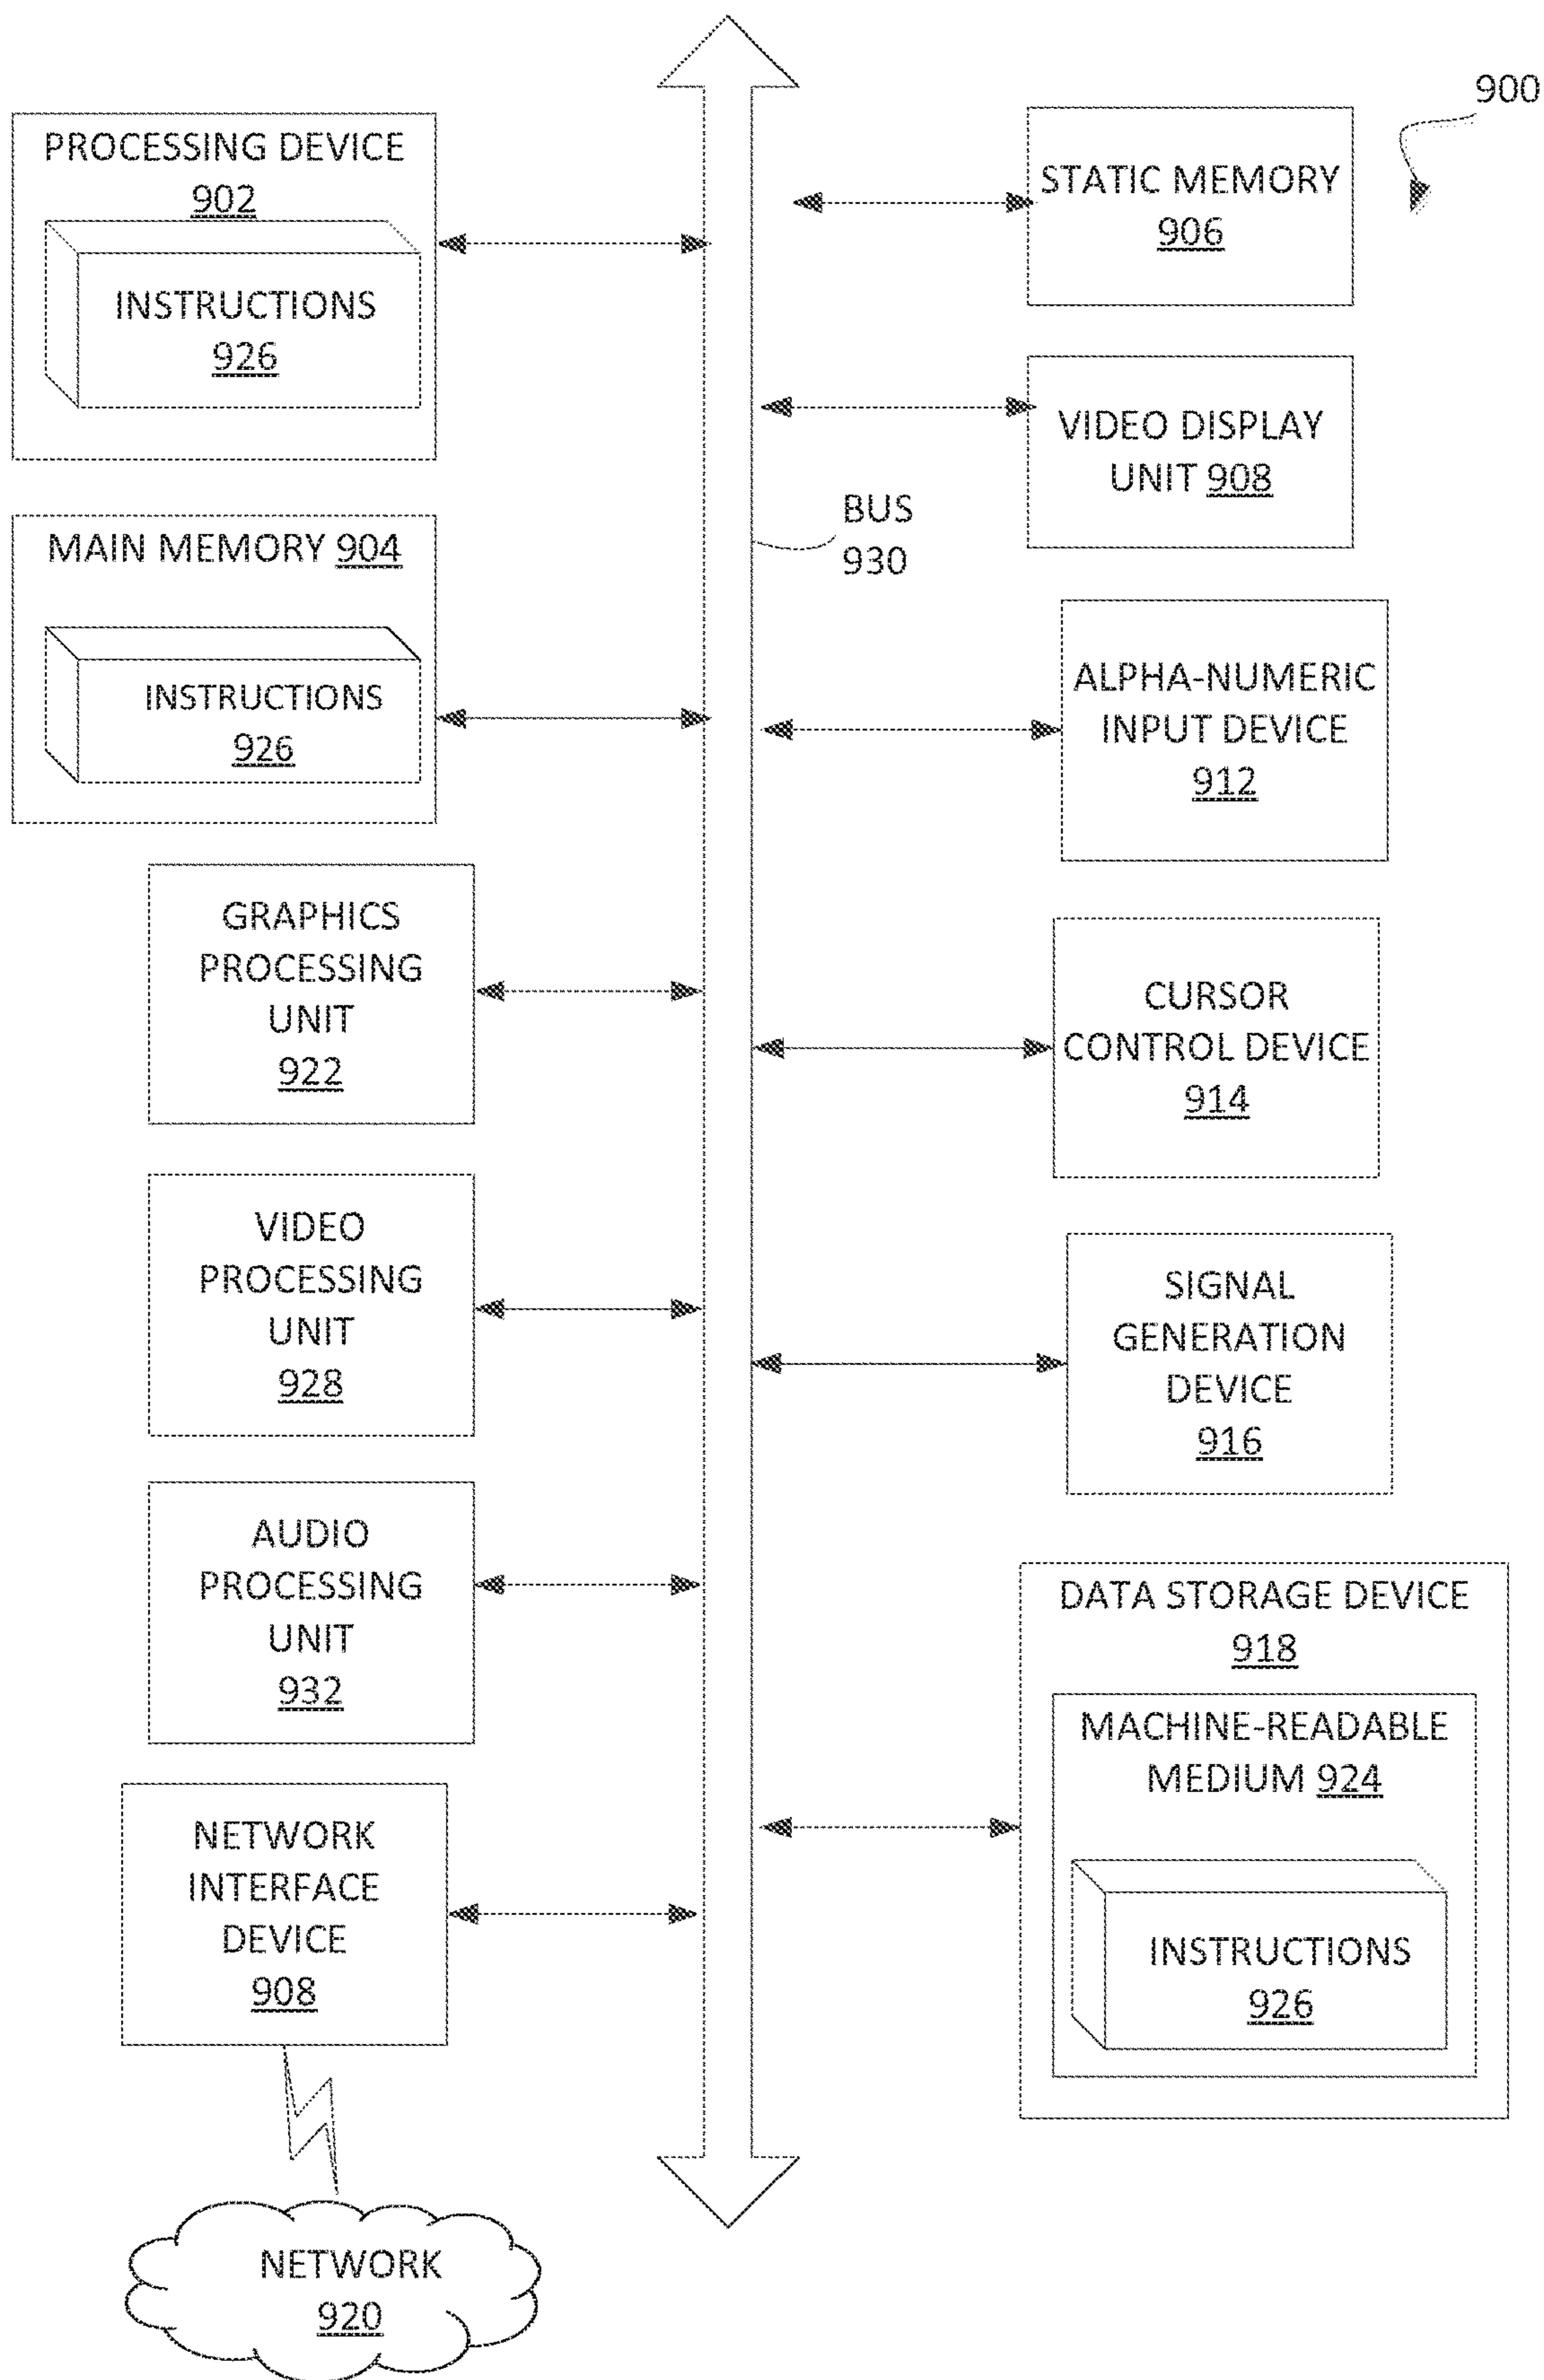 900
PROCESSING DEVICE
902
INSTRUCTIONS
926
STATIC MEMORY
906
VIDEO DISPLAY
UNIT 908
BUS
930
MAIN MEMORY 904
INSTRUCTIONS
926
ALPHA-NUMERIC
INPUT DEVICE
912
GRAPHICS
PROCESSING
UNIT
922
CURSOR
CONTROL DEVICE
914
VIDEO
PROCESSING
UNIT
928
SIGNAL
GENERATION
DEVICE
916
AUDIO
PROCESSING
UNIT
932
DATA STORAGE DEVICE
918
MACHINE-READABLE
MEDIUM 924
INSTRUCTIONS
926
NETWORK
INTERFACE
DEVICE
908
NETWORK
920